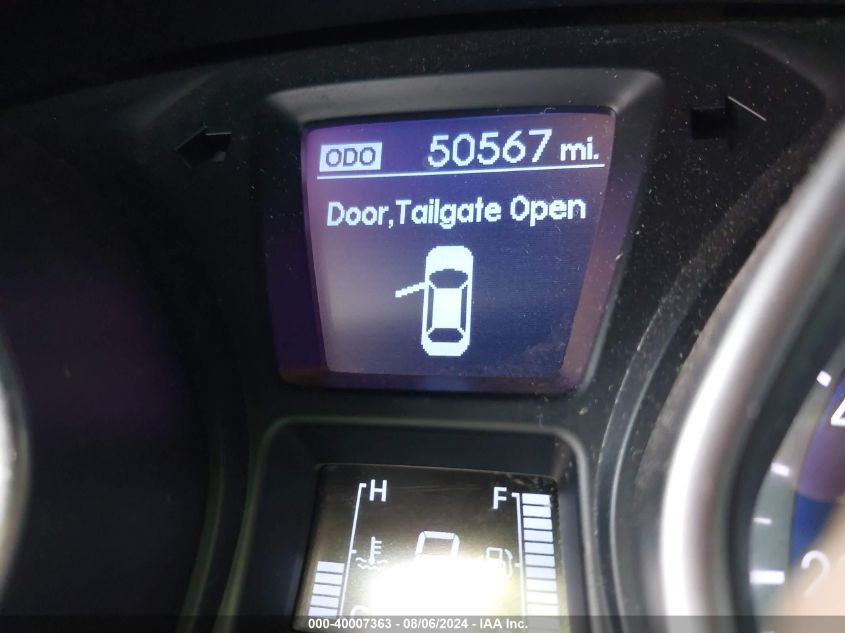 ODO 50567 mi.
Door,Tailgate Open
H F
000-40007363 - 08/06/2024 - IAA Inc.